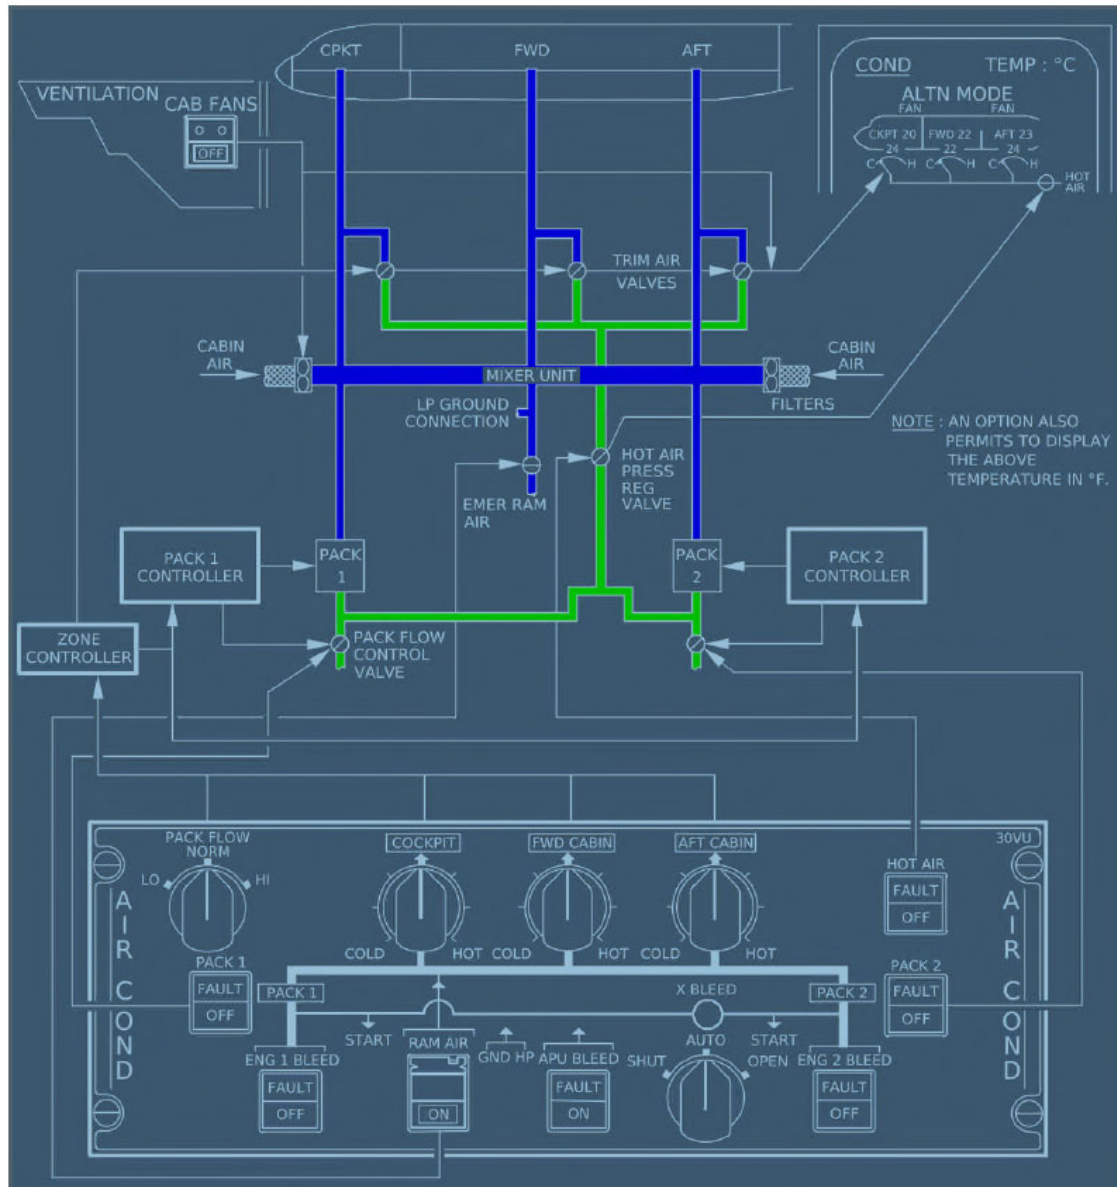 CPKT
FWD
AFT
VENTILATION
CAB FANS
OFF
COND
TEMP : °C
ALTN MODE
FAN
FAN
CKPT 20
FWD 22
AFT 23
24
22
24
C
H
C
H
C
H
HOT
AIR
TRIM AIR
VALVES
CABIN
AIR
MIXER UNIT
CABIN
AIR
FILTERS
LP GROUND
CONNECTION
NOTE : AN OPTION ALSO
PERMITS TO DISPLAY
THE ABOVE
TEMPERATURE IN °F.
HOT AIR
PRESS
REG
VALVE
EMER RAM
AIR
PACK 1
CONTROLLER
PACK
1
PACK
2
PACK 2
CONTROLLER
ZONE
CONTROLLER
PACK FLOW
CONTROL
VALVE
PACK FLOW
NORM
LO
HI
COCKPIT
FWD CABIN
AFT CABIN
30VU
HOT AIR
FAULT
OFF
AIR COND
AIR COND
COLD
HOT
COLD
HOT
COLD
HOT
PACK 1
FAULT
OFF
PACK 1
X BLEED
PACK 2
PACK 2
FAULT
OFF
START
RAM AIR
GND HP
APU BLEED
AUTO
SHUT
OPEN
START
ENG 1 BLEED
FAULT
OFF
ON
FAULT
ON
ENG 2 BLEED
FAULT
OFF